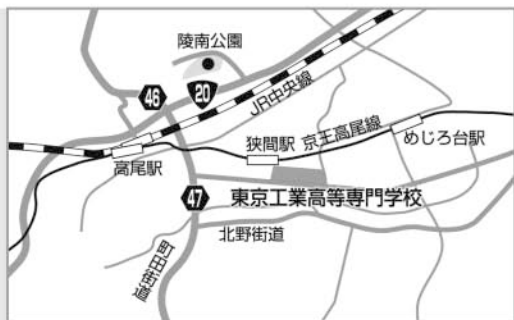 陵南公園
46
20
JR中央線
狭間駅
京王高尾線
めじろ台駅
高尾駅
47
東京工業高等専門学校
北野街道
町田街道